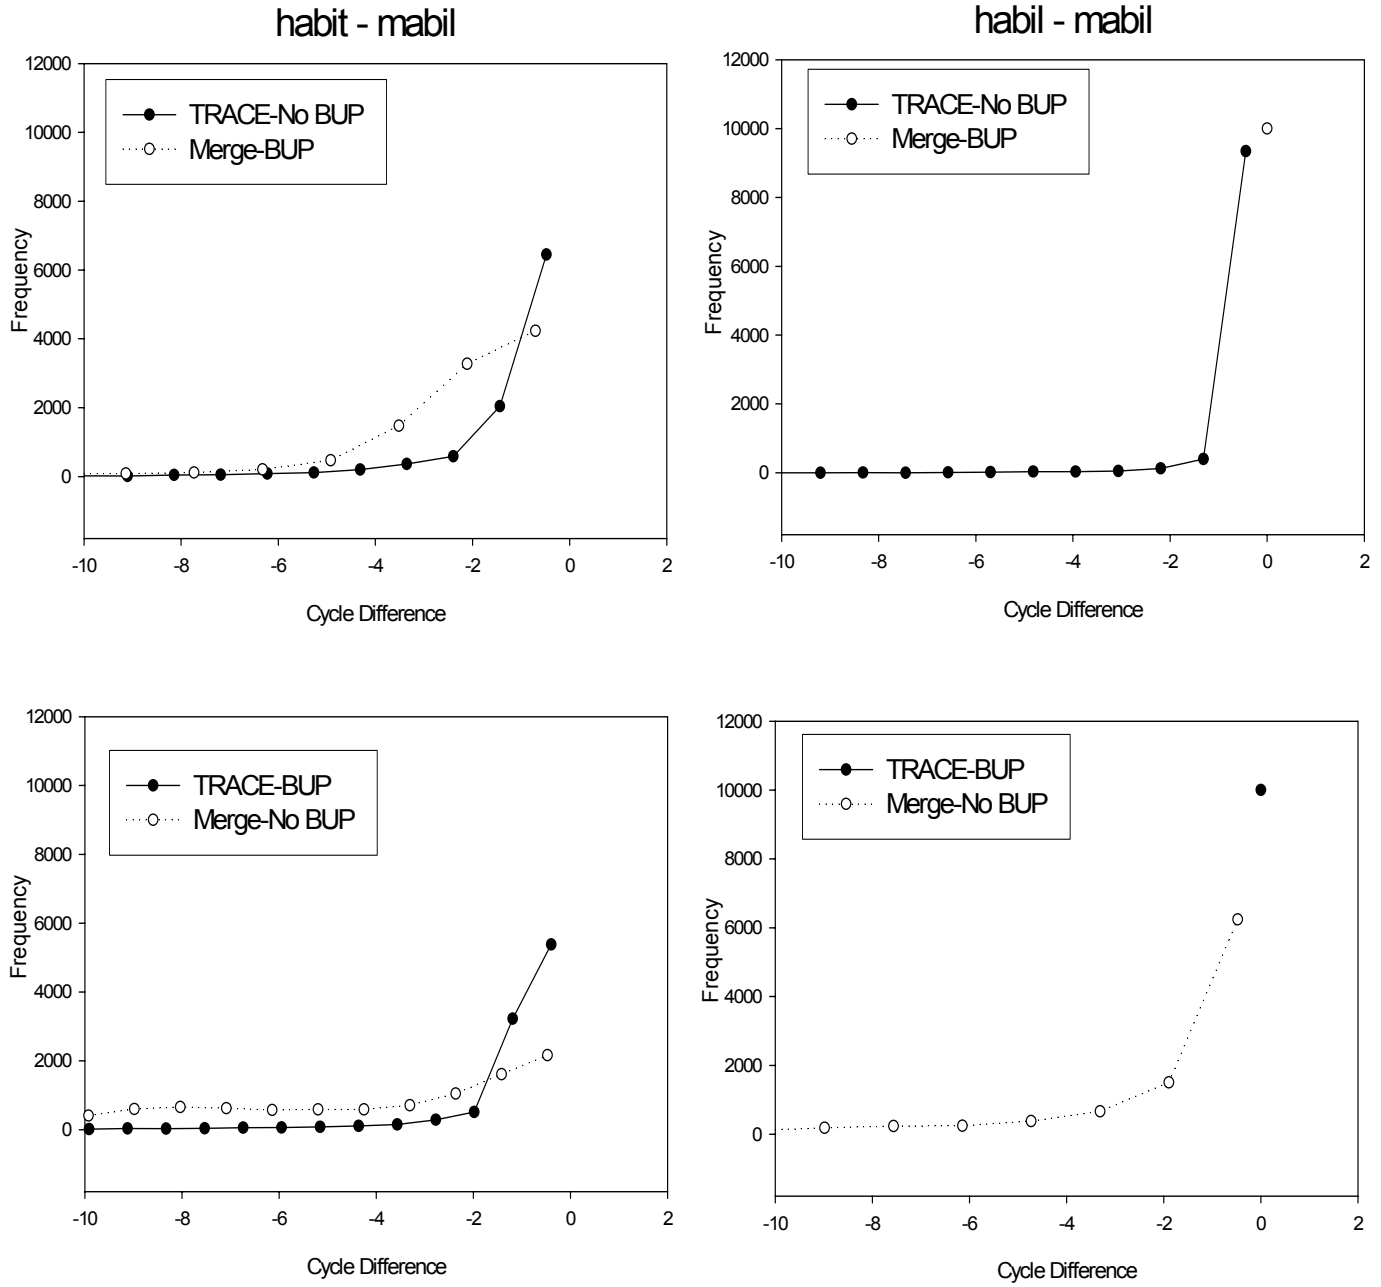 habit - mabil
12000
10000
8000
6000
4000
2000
0
Frequency
TRACE-No BUP
Merge-BUP
-10 -8 -6 -4 -2 0 2
Cycle Difference
habil - mabil
12000
10000
8000
6000
4000
2000
0
Frequency
TRACE-No BUP
Merge-BUP
-10 -8 -6 -4 -2 0 2
Cycle Difference
12000
10000
8000
6000
4000
2000
0
Frequency
TRACE-BUP
Merge-No BUP
-10 -8 -6 -4 -2 0 2
Cycle Difference
12000
10000
8000
6000
4000
2000
0
Frequency
TRACE-BUP
Merge-No BUP
-10 -8 -6 -4 -2 0 2
Cycle Difference